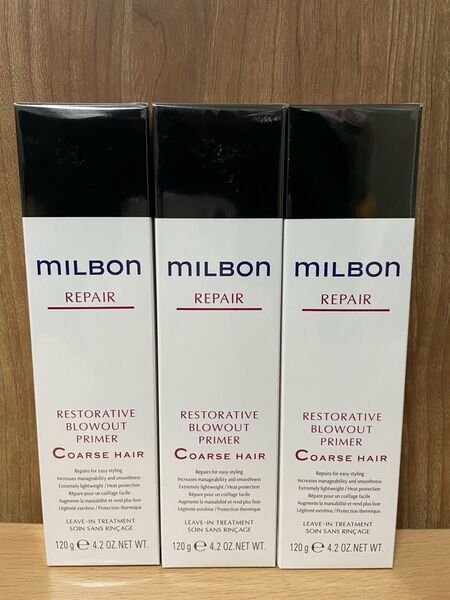 MILBON
REPAIR
RESTORATIVE
BLOWOUT
PRIMER
COARSE HAIR
Repairs for easy styling
Increases manageability and smoothness
Extremely lightweight / Heat protection
Répare pour un coiffage facile
Augmente la maniabilité et rend plus lisse
Légèreté extrême / Protection thermique
LEAVE-IN TREATMENT
SOIN SANS RINÇAGE
120 g e 4.2 OZ. NET WT.
MILBON
REPAIR
RESTORATIVE
BLOWOUT
PRIMER
COARSE HAIR
Repairs for easy styling
Increases manageability and smoothness
Extremely lightweight / Heat protection
Répare pour un coiffage facile
Augmente la maniabilité et rend plus lisse
Légèreté extrême / Protection thermique
LEAVE-IN TREATMENT
SOIN SANS RINÇAGE
120 g e 4.2 OZ. NET WT.
MILBON
REPAIR
RESTORATIVE
BLOWOUT
PRIMER
COARSE HAIR
Repairs for easy styling
Increases manageability and smoothness
Extremely lightweight / Heat protection
Répare pour un coiffage facile
Augmente la maniabilité et rend plus lisse
Légèreté extrême / Protection thermique
LEAVE-IN TREATMENT
SOIN SANS RINÇAGE
120 g e 4.2 OZ. NET WT.